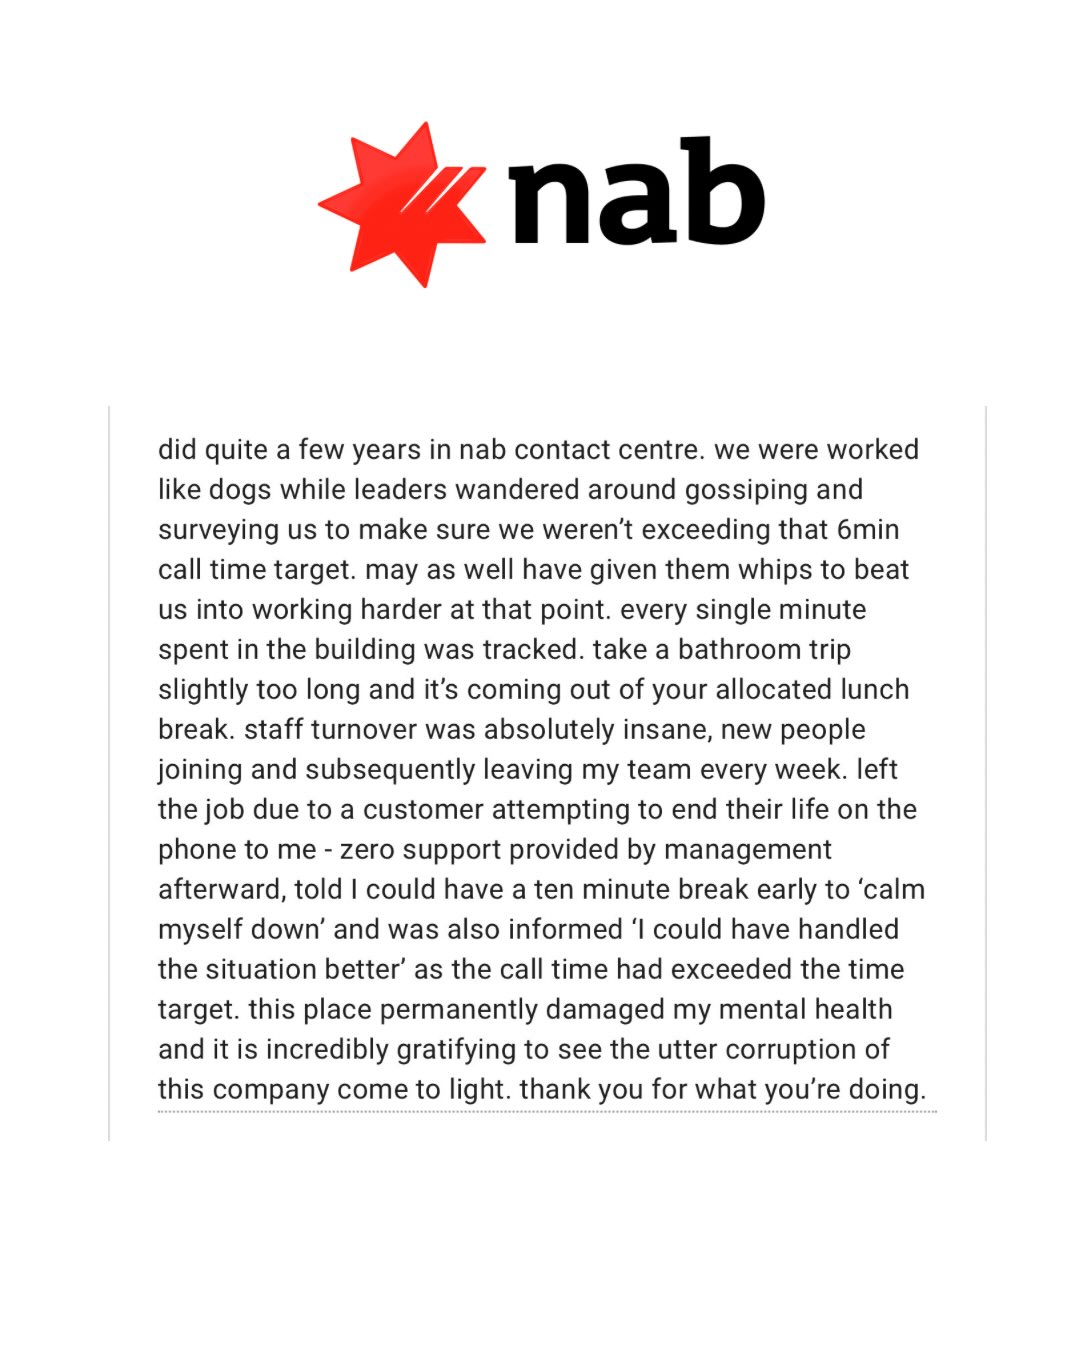 nab
did quite a few years in nab contact centre. we were worked
like dogs while leaders wandered around gossiping and
surveying us to make sure we weren’t exceeding that 6min
call time target. may as well have given them whips to beat
us into working harder at that point. every single minute
spent in the building was tracked. take a bathroom trip
slightly too long and it’s coming out of your allocated lunch
break. staff turnover was absolutely insane, new people
joining and subsequently leaving my team every week. left
the job due to a customer attempting to end their life on the
phone to me - zero support provided by management
afterward, told I could have a ten minute break early to ‘calm
myself down’ and was also informed ‘I could have handled
the situation better’ as the call time had exceeded the time
target. this place permanently damaged my mental health
and it is incredibly gratifying to see the utter corruption of
this company come to light. thank you for what you’re doing.